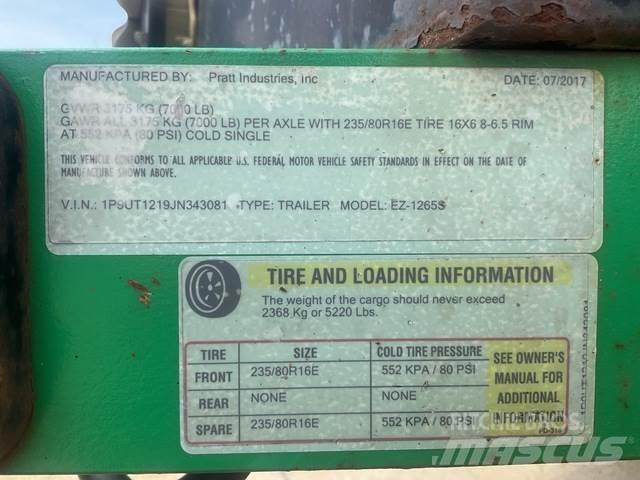 MANUFACTURED BY: Pratt Industries, Inc DATE: 07/2017
GVWR 3175 KG (7000 LB)
GAWR ALL 3175 KG (7000 LB) PER AXLE WITH 235/80R16E TIRE 16X6 8-6.5 RIM
AT 552 KPA (80 PSI) COLD SINGLE
THIS VEHICLE CONFORMS TO ALL APPLICABLE U.S. FEDERAL MOTOR VEHICLE SAFETY STANDARDS IN EFFECT ON THE DATE OF
MANUFACTURE SHOWN ABOVE.
V.I.N.: 1P9UT1219JN343081 TYPE: TRAILER MODEL: EZ-1265S
TIRE AND LOADING INFORMATION
The weight of the cargo should never exceed
2368 Kg or 5220 Lbs.
TIRE SIZE COLD TIRE PRESSURE
FRONT 235/80R16E 552 KPA / 80 PSI
REAR NONE NONE
SPARE 235/80R16E 552 KPA / 80 PSI
SEE OWNER'S
MANUAL FOR
ADDITIONAL
INFORMATION
1P9UT1219JN343081
RITCHIE BROS
MASCUS